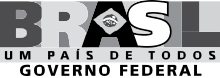 BRASIL
UM PAÍS DE TODOS
GOVERNO FEDERAL